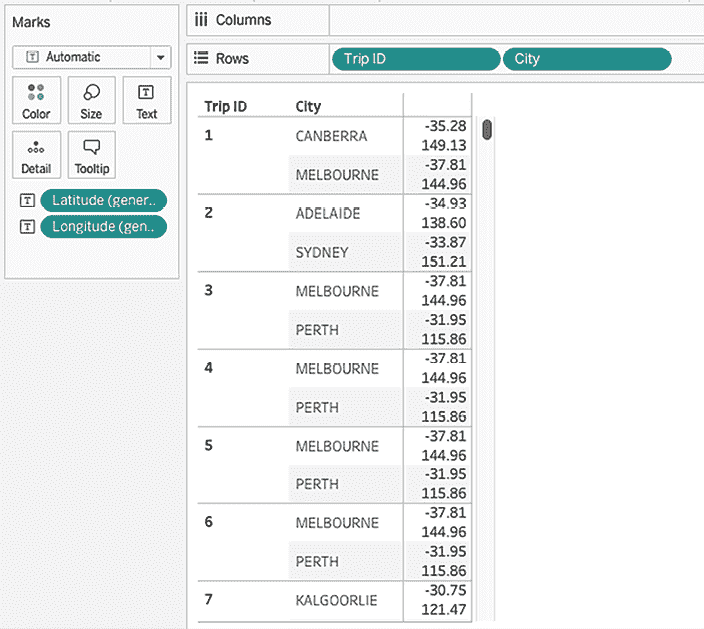 Marks
Automatic
Color Size Text
Detail Tooltip
Latitude (gener..
Longitude (gen..
Columns
Rows Trip ID City
Trip ID City
1 CANBERRA -35.28
149.13
MELBOURNE -37.81
144.96
2 ADELAIDE -34.93
138.60
SYDNEY -33.87
151.21
3 MELBOURNE -37.81
144.96
PERTH -31.95
115.86
4 MELBOURNE -37.81
144.96
PERTH -31.95
115.86
5 MELBOURNE -37.81
144.96
PERTH -31.95
115.86
6 MELBOURNE -37.81
144.96
PERTH -31.95
115.86
7 KALGOORLIE -30.75
121.47